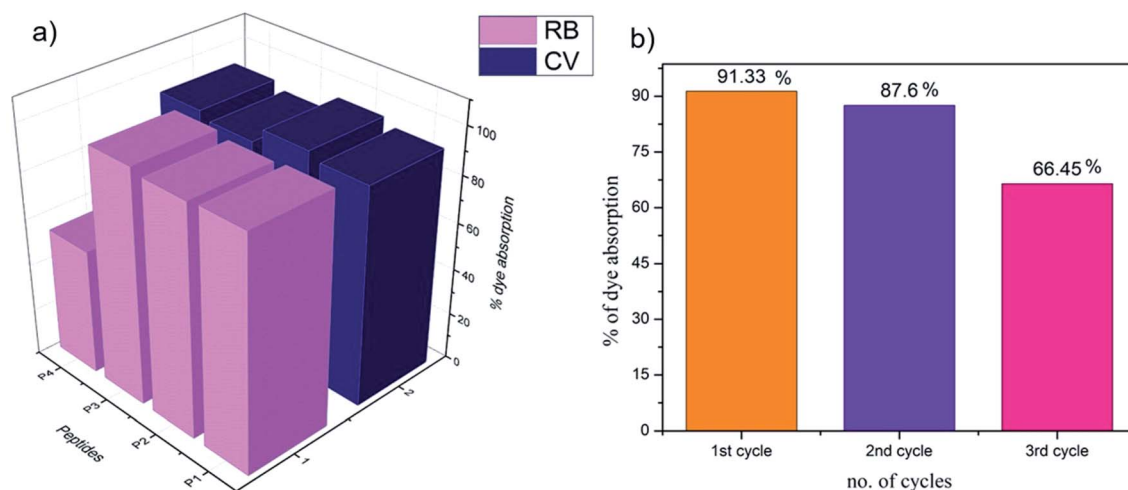 a)
RB
CV
100
80
60
40
20
0
% dye absorption
P4
P3
P2
P1
Peptides
1
2
b)
91.33 %
87.6 %
66.45 %
90
75
60
45
30
15
0
% of dye absorption
1st cycle 2nd cycle 3rd cycle
no. of cycles